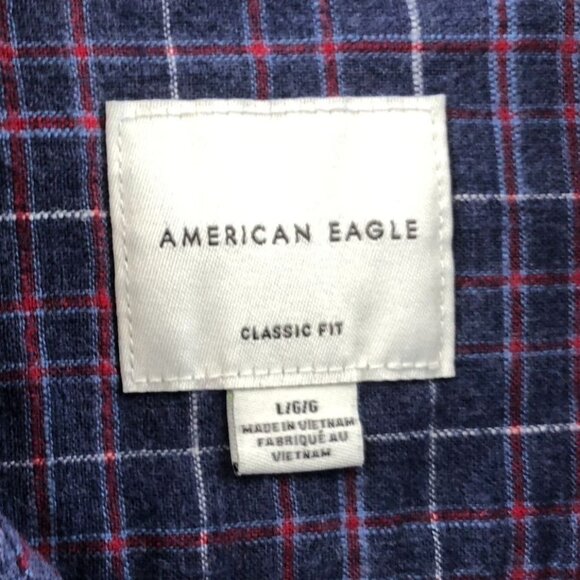 AMERICAN EAGLE
CLASSIC FIT
L/G/G
MADE IN VIETNAM
FABRIQUÉ AU
VIETNAM